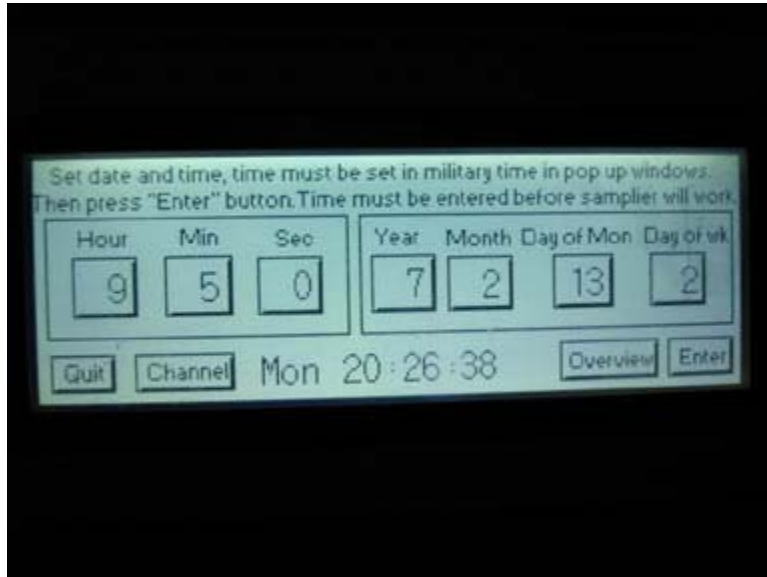 Set date and time, time must be set in military time in pop up windows.
Then press "Enter" button. Time must be entered before samplier will work.
Hour Min Sec Year Month Day of Mon Day of wk
9 5 0 7 2 13 2
Quit Channel Mon 20:26:38 Overview Enter